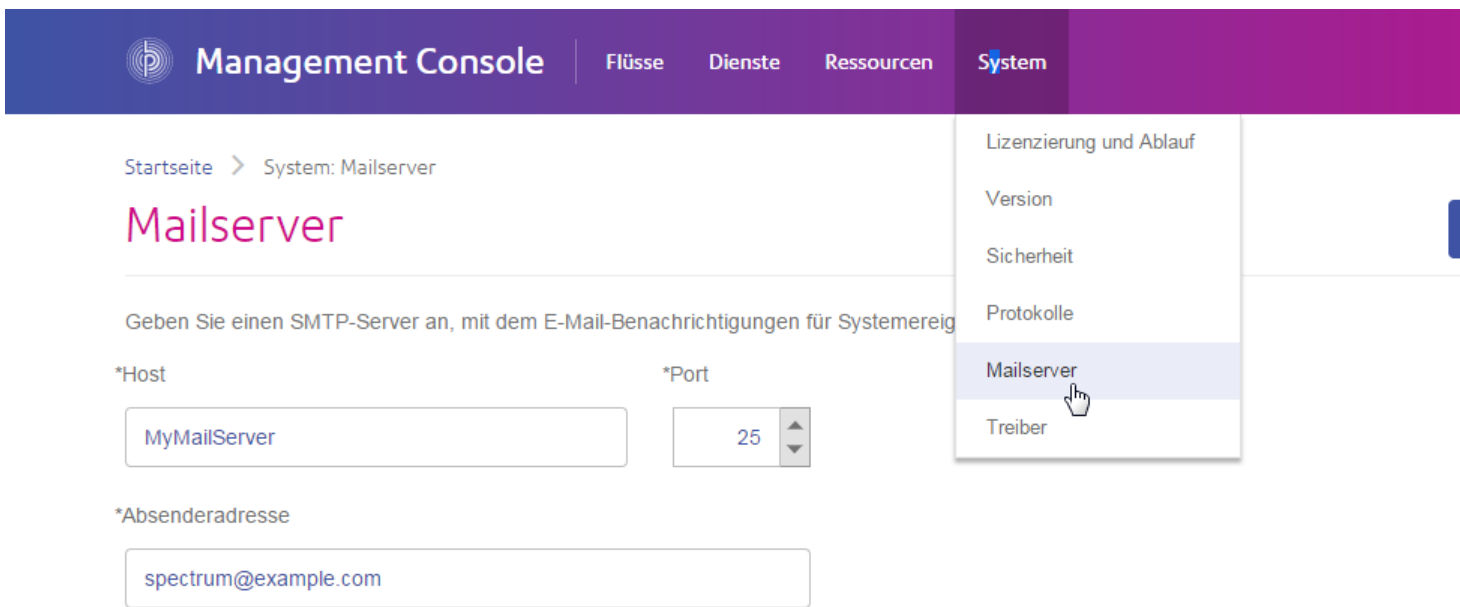 Management Console Flüsse Dienste Ressourcen System
Startseite System: Mailserver
Mailserver
Lizenzierung und Ablauf
Version
Sicherheit
Protokolle
Mailserver
Treiber
Geben Sie einen SMTP-Server an, mit dem E-Mail-Benachrichtigungen für Systemereig
*Host *Port
MyMailServer 25
*Absenderadresse
spectrum@example.com